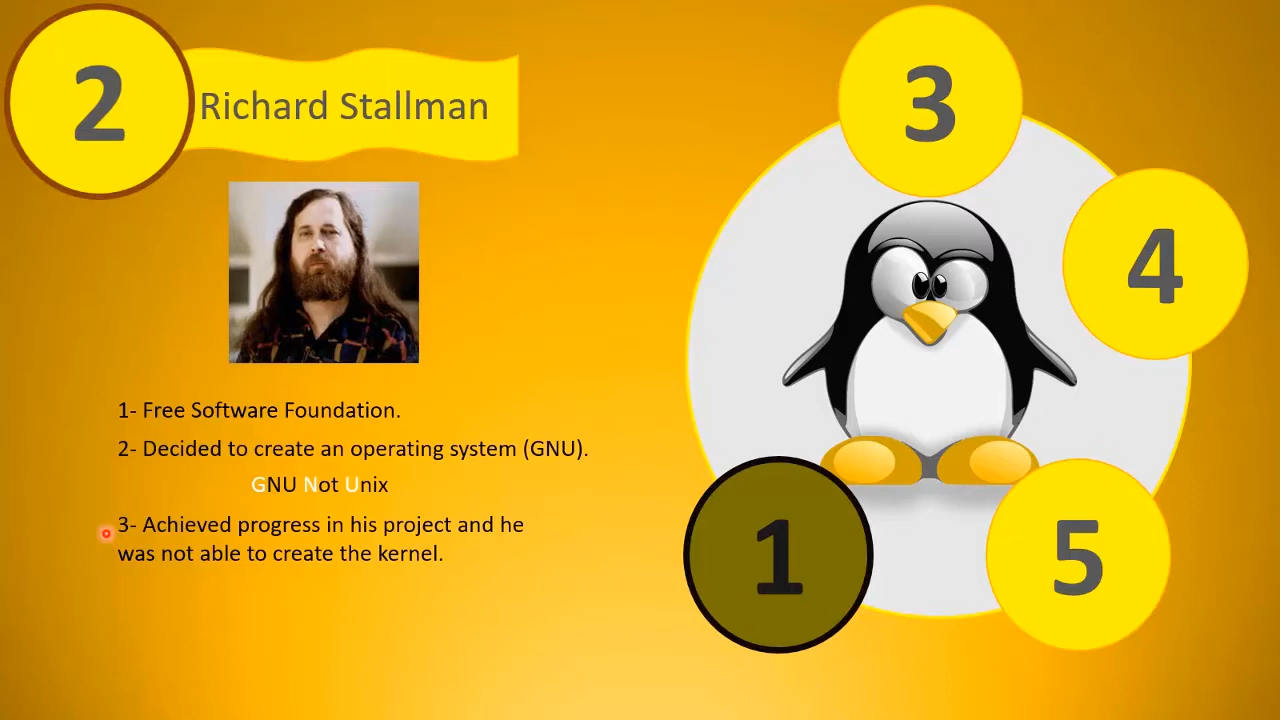 2
Richard Stallman
1- Free Software Foundation.
2- Decided to create an operating system (GNU).
GNU Not Unix
3- Achieved progress in his project and he
was not able to create the kernel.
3
4
1
5